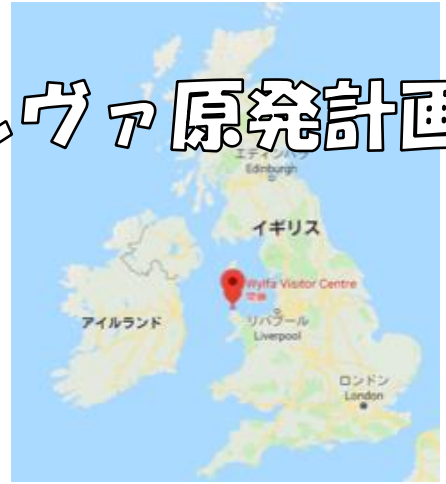 ルヴァ原発計画
エディンバラ
Edinburgh
イギリス
Wylfa Visitor Centre
アイルランド
リバプール
Liverpool
ロンドン
London